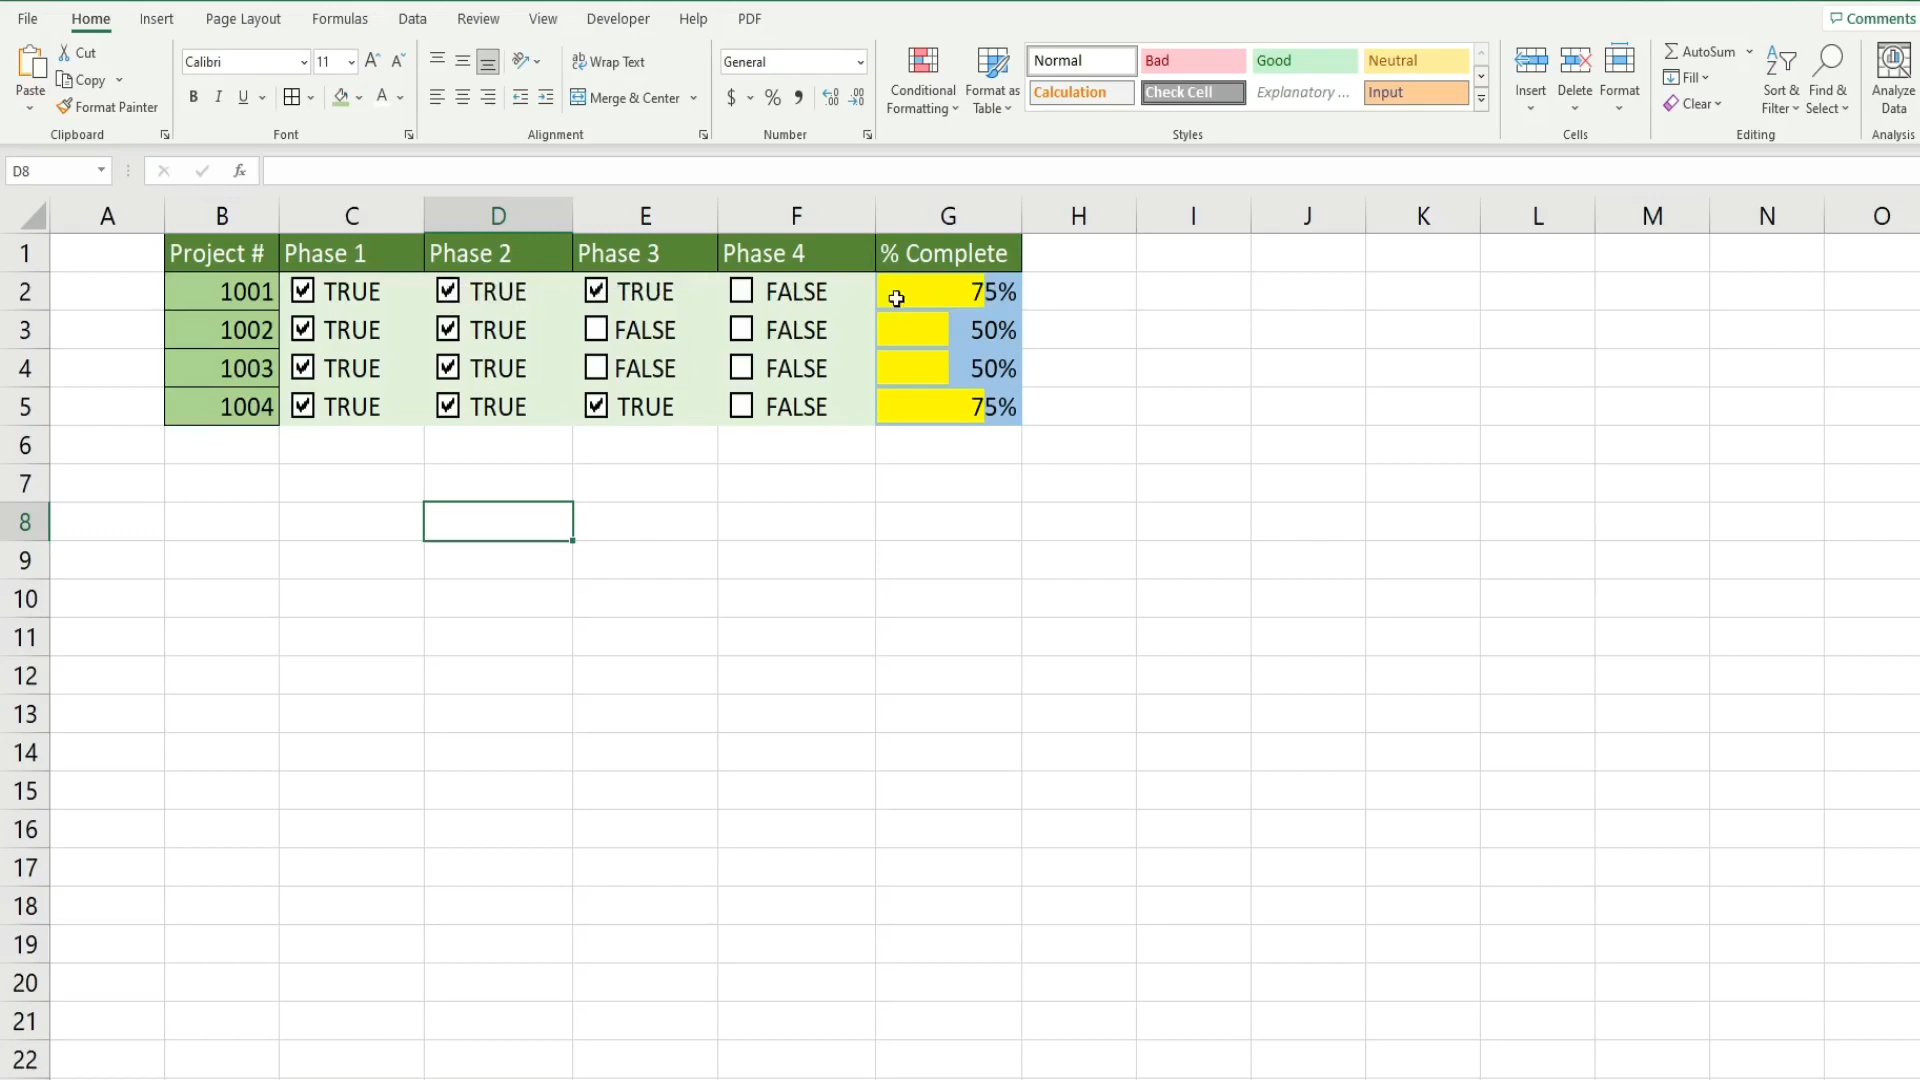 File Home Insert Page Layout Formulas Data Review View Developer Help PDF Comments
Paste Cut Copy Format Painter Clipboard
Calibri 11 A A B I U A Font
ab Wrap Text Merge & Center Alignment
General $ % , Number
Conditional Formatting Format as Table
Normal Bad Good Neutral
Calculation Check Cell Explanatory ... Input
Styles
Insert Delete Format Cells
AutoSum Fill Clear Sort & Filter Find & Select Editing
Analyze Data Analysis
D8 fx
A B C D E F G H I J K L M N O
1 Project # Phase 1 Phase 2 Phase 3 Phase 4 % Complete
2 1001 TRUE TRUE TRUE FALSE 75%
3 1002 TRUE TRUE FALSE FALSE 50%
4 1003 TRUE TRUE FALSE FALSE 50%
5 1004 TRUE TRUE TRUE FALSE 75%
6
7
8
9
10
11
12
13
14
15
16
17
18
19
20
21
22